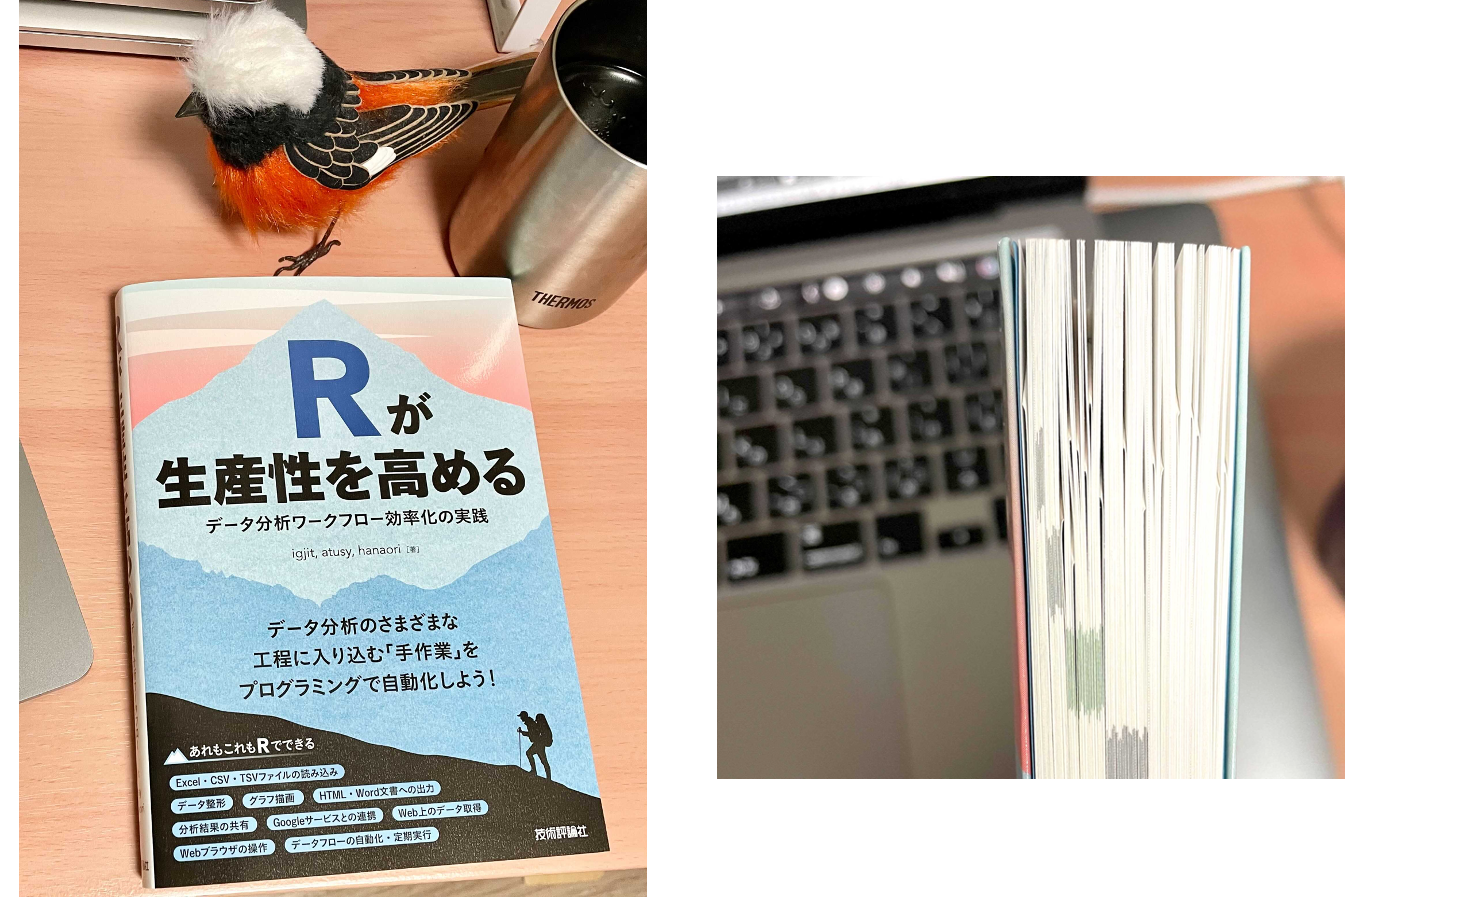 THERMOS
Rが
生産性を高める
データ分析ワークフロー効率化の実践
igjit, atusy, hanaori [著]
データ分析のさまざまな
工程に入り込む「手作業」を
プログラミングで自動化しよう!
あれもこれもRでできる
Excel・CSV・TSVファイルの読み込み
データ整形 グラフ描画 HTML・Word文書への出力
分析結果の共有 Googleサービスとの連携 Web上のデータ取得
Webブラウザの操作 データフローの自動化・定期実行
技術評論社